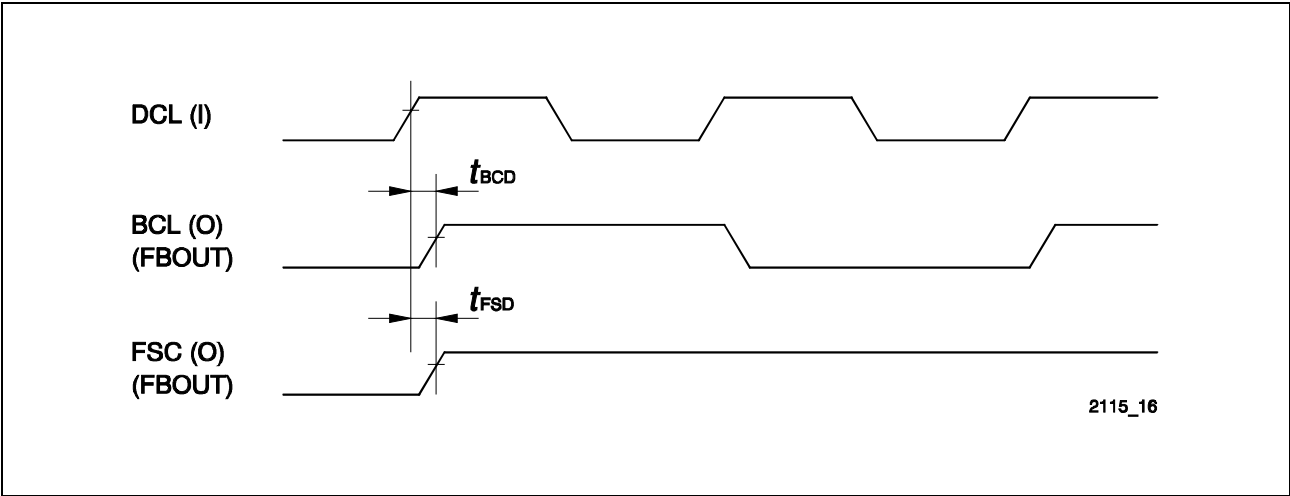 DCL (I)
tBCD
BCL (O)
(FBOUT)
tFSD
FSC (O)
(FBOUT)
2115_16